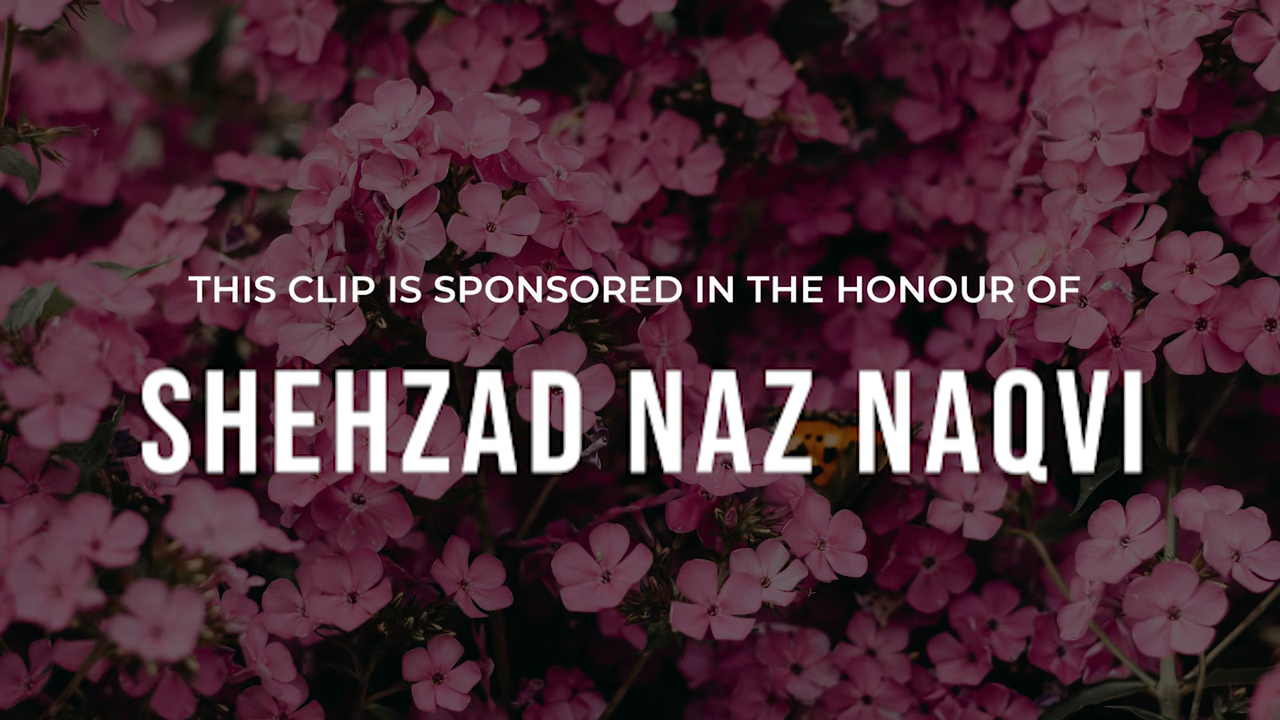 THIS CLIP IS SPONSORED IN THE HONOUR OF
SHEHZAD NAZ NAQVI